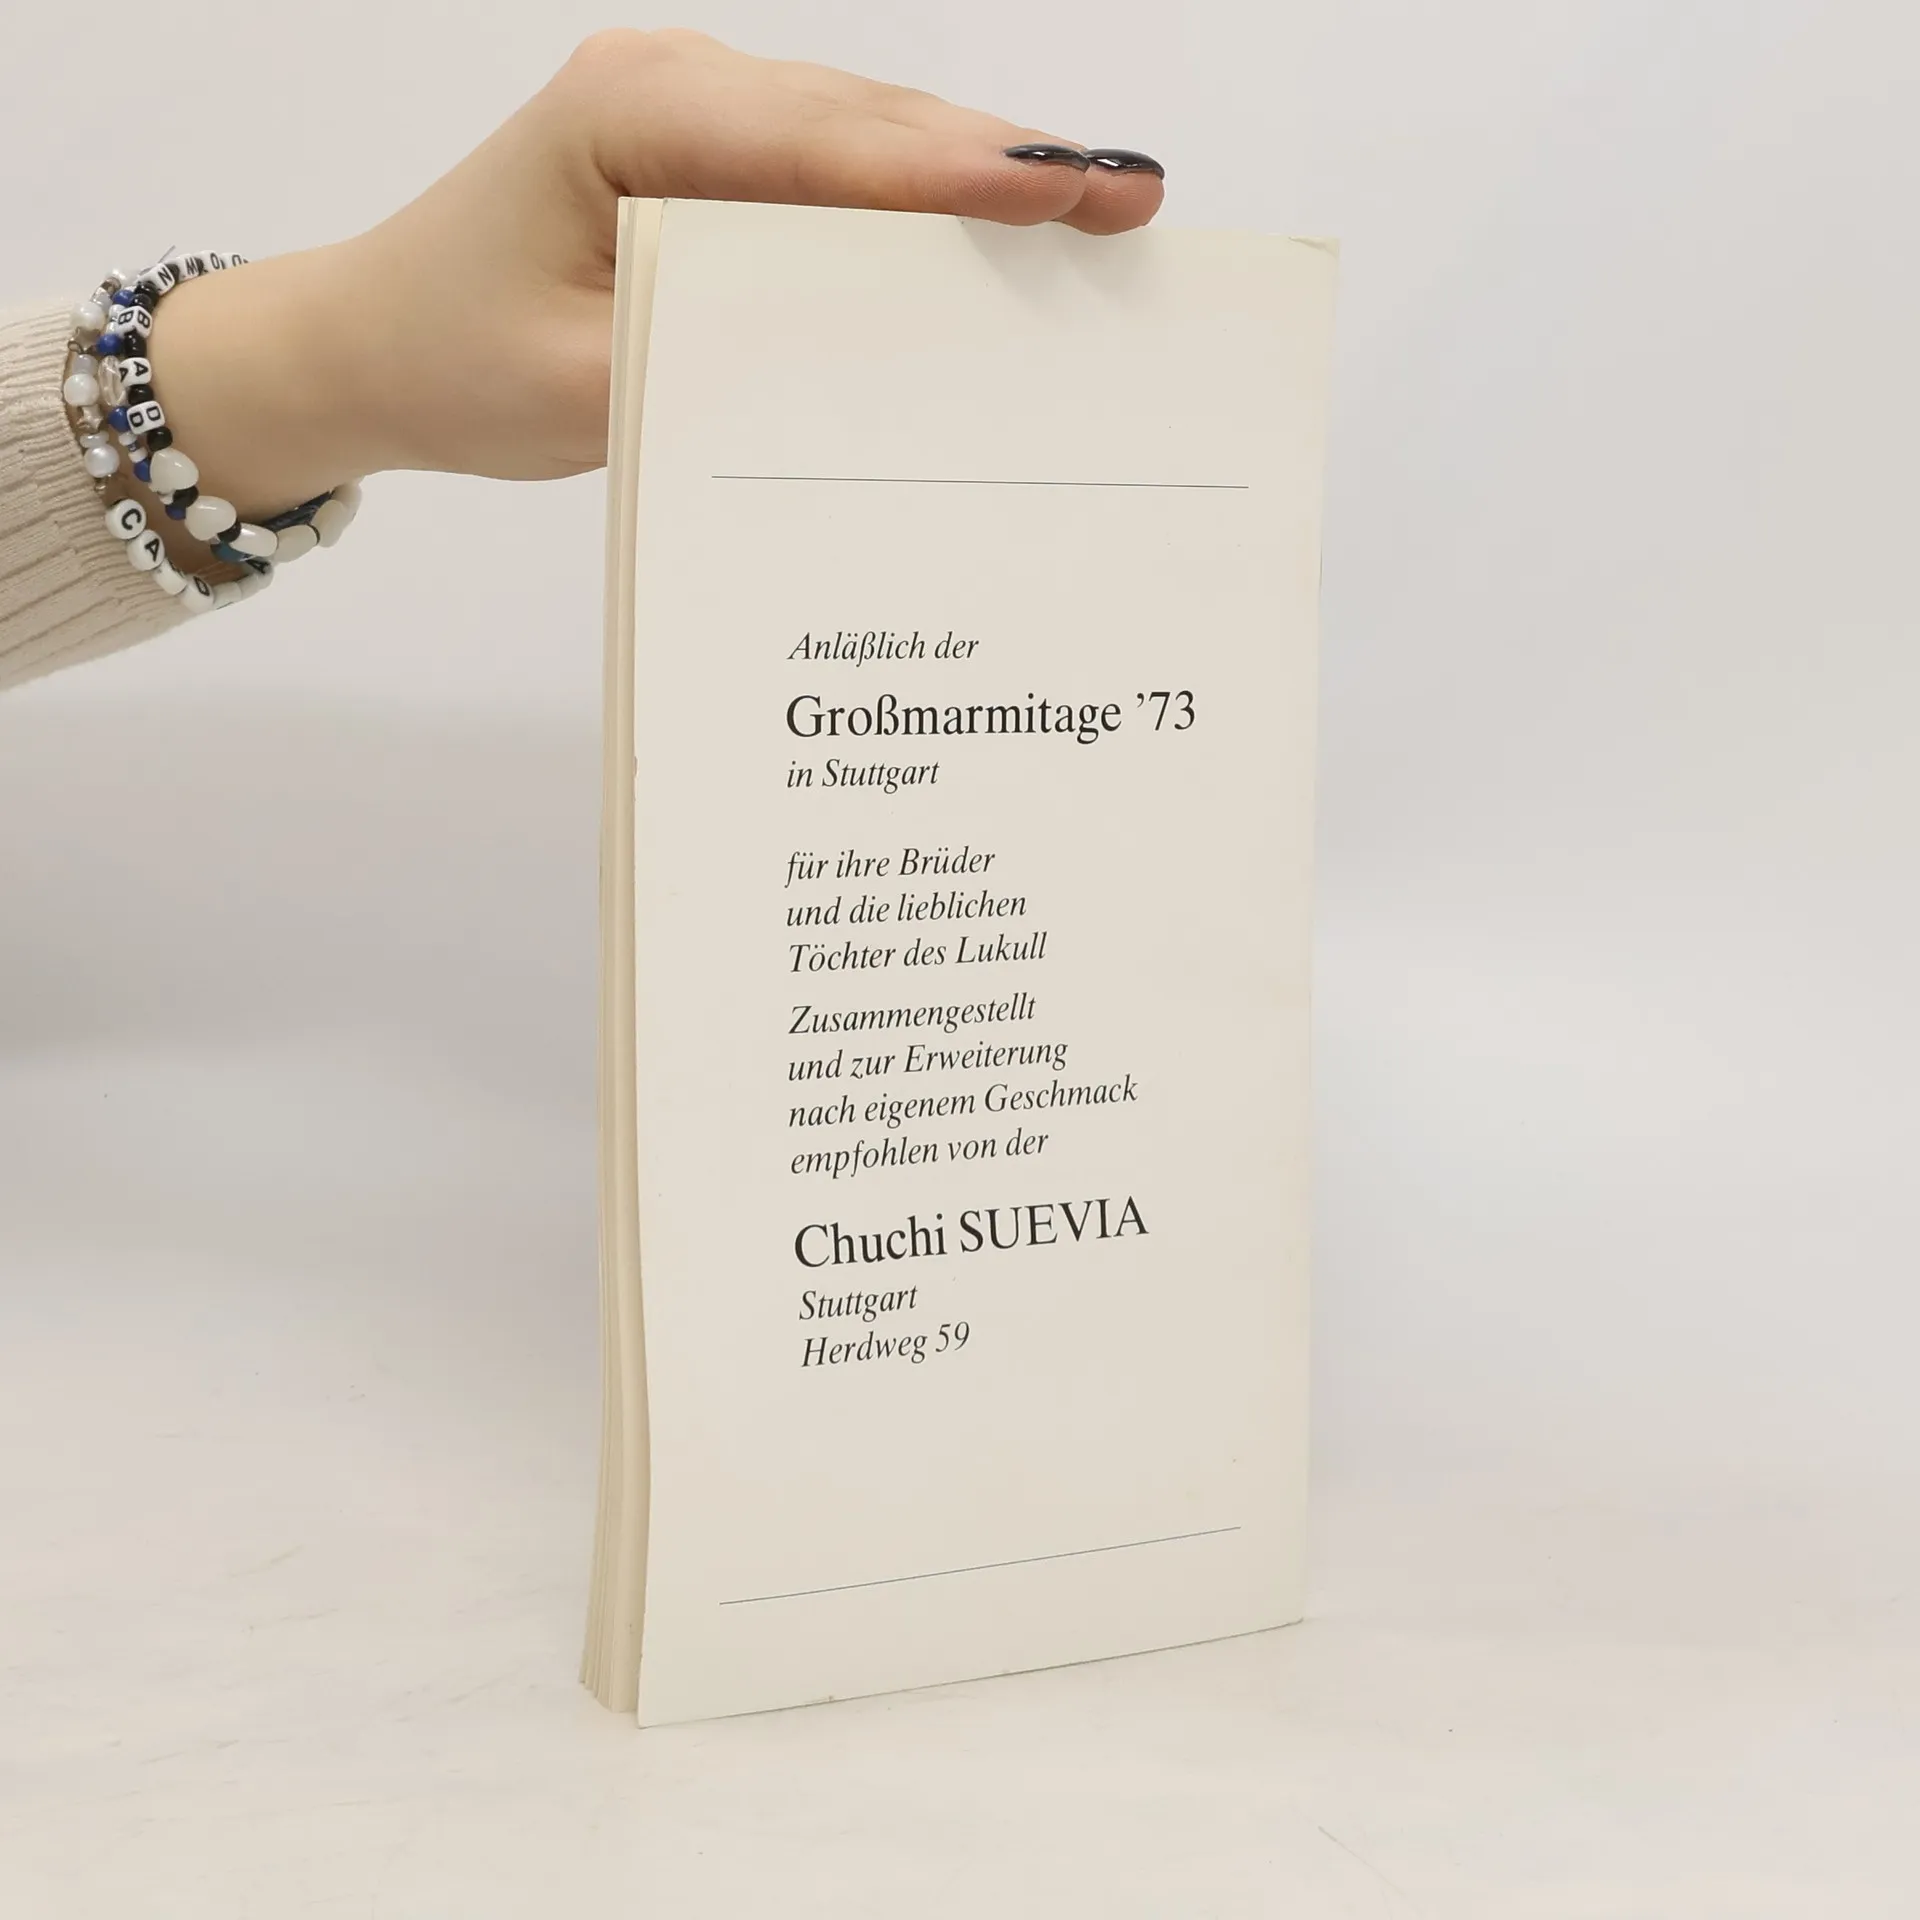 Anläßlich der
Großmarmitage ’73
in Stuttgart
für ihre Brüder
und die lieblichen
Töchter des Lukull
Zusammengestellt
und zur Erweiterung
nach eigenem Geschmack
empfohlen von der
Chuchi SUEVIA
Stuttgart
Herdweg 59